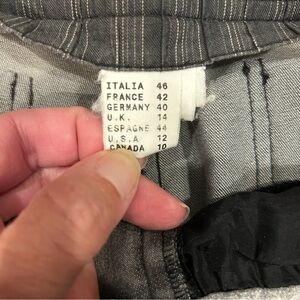 ITALIA 46
FRANCE 42
GERMANY 40
U.K. 14
ESPAGNE 44
U.S.A 12
CANADA 10